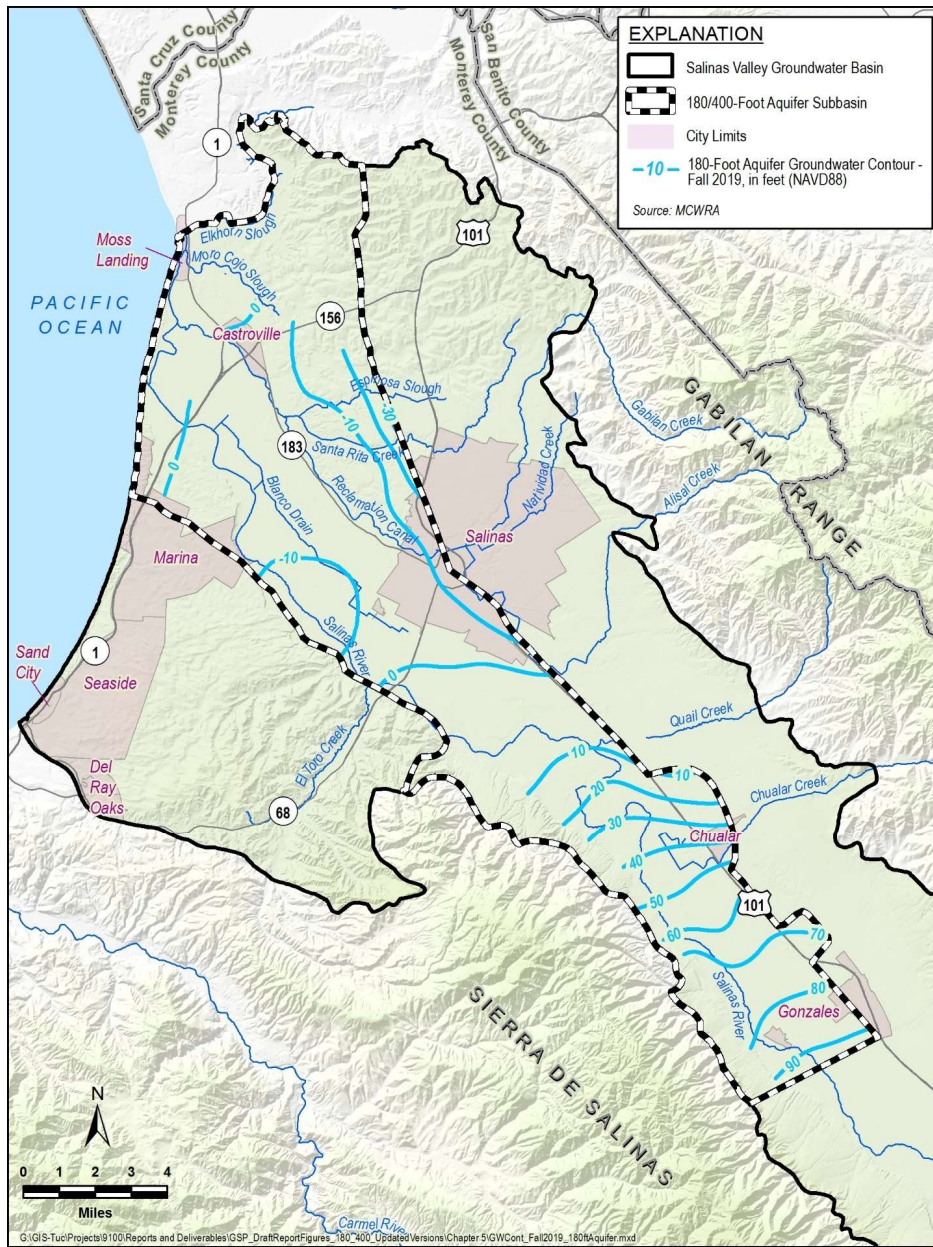 EXPLANATION
Salinas Valley Groundwater Basin
180/400-Foot Aquifer Subbasin
City Limits
-10
180-Foot Aquifer Groundwater Contour -
Fall 2019, in feet (NAVD88)
Source: MCWRA
Santa Cruz County
Monterey County
San Benito County
Monterey County
1
101
Elkhorn Slough
Moss
Landing
Moro Cojo Slough
PACIFIC
OCEAN
0
Castroville
156
Espinosa Slough
-30
-10
GABILAN
RANGE
Gabilan Creek
183
Santa Rita Creek
Natividad Creek
0
Alisal Creek
Blanco Drain
Reclamation Canal
Salinas
Marina
-10
Salinas
River
Sand
City
1
Seaside
0
Quail Creek
El Toro Creek
10
10
Del
Ray
Oaks
20
Chualar Creek
68
30
Chualar
40
50
101
60
70
Salinas
River
80
Gonzales
90
SIERRA DE SALINAS
N
0 1 2 3 4
Miles
Carmel River
G:\GIS-Tuc\Projects\9100\Reports and Deliverables\GSP_DraftReportFigures_180_400_UpdatedVersions\Chapter 5\GWCont_Fall2019_180ftAquifer.mxd